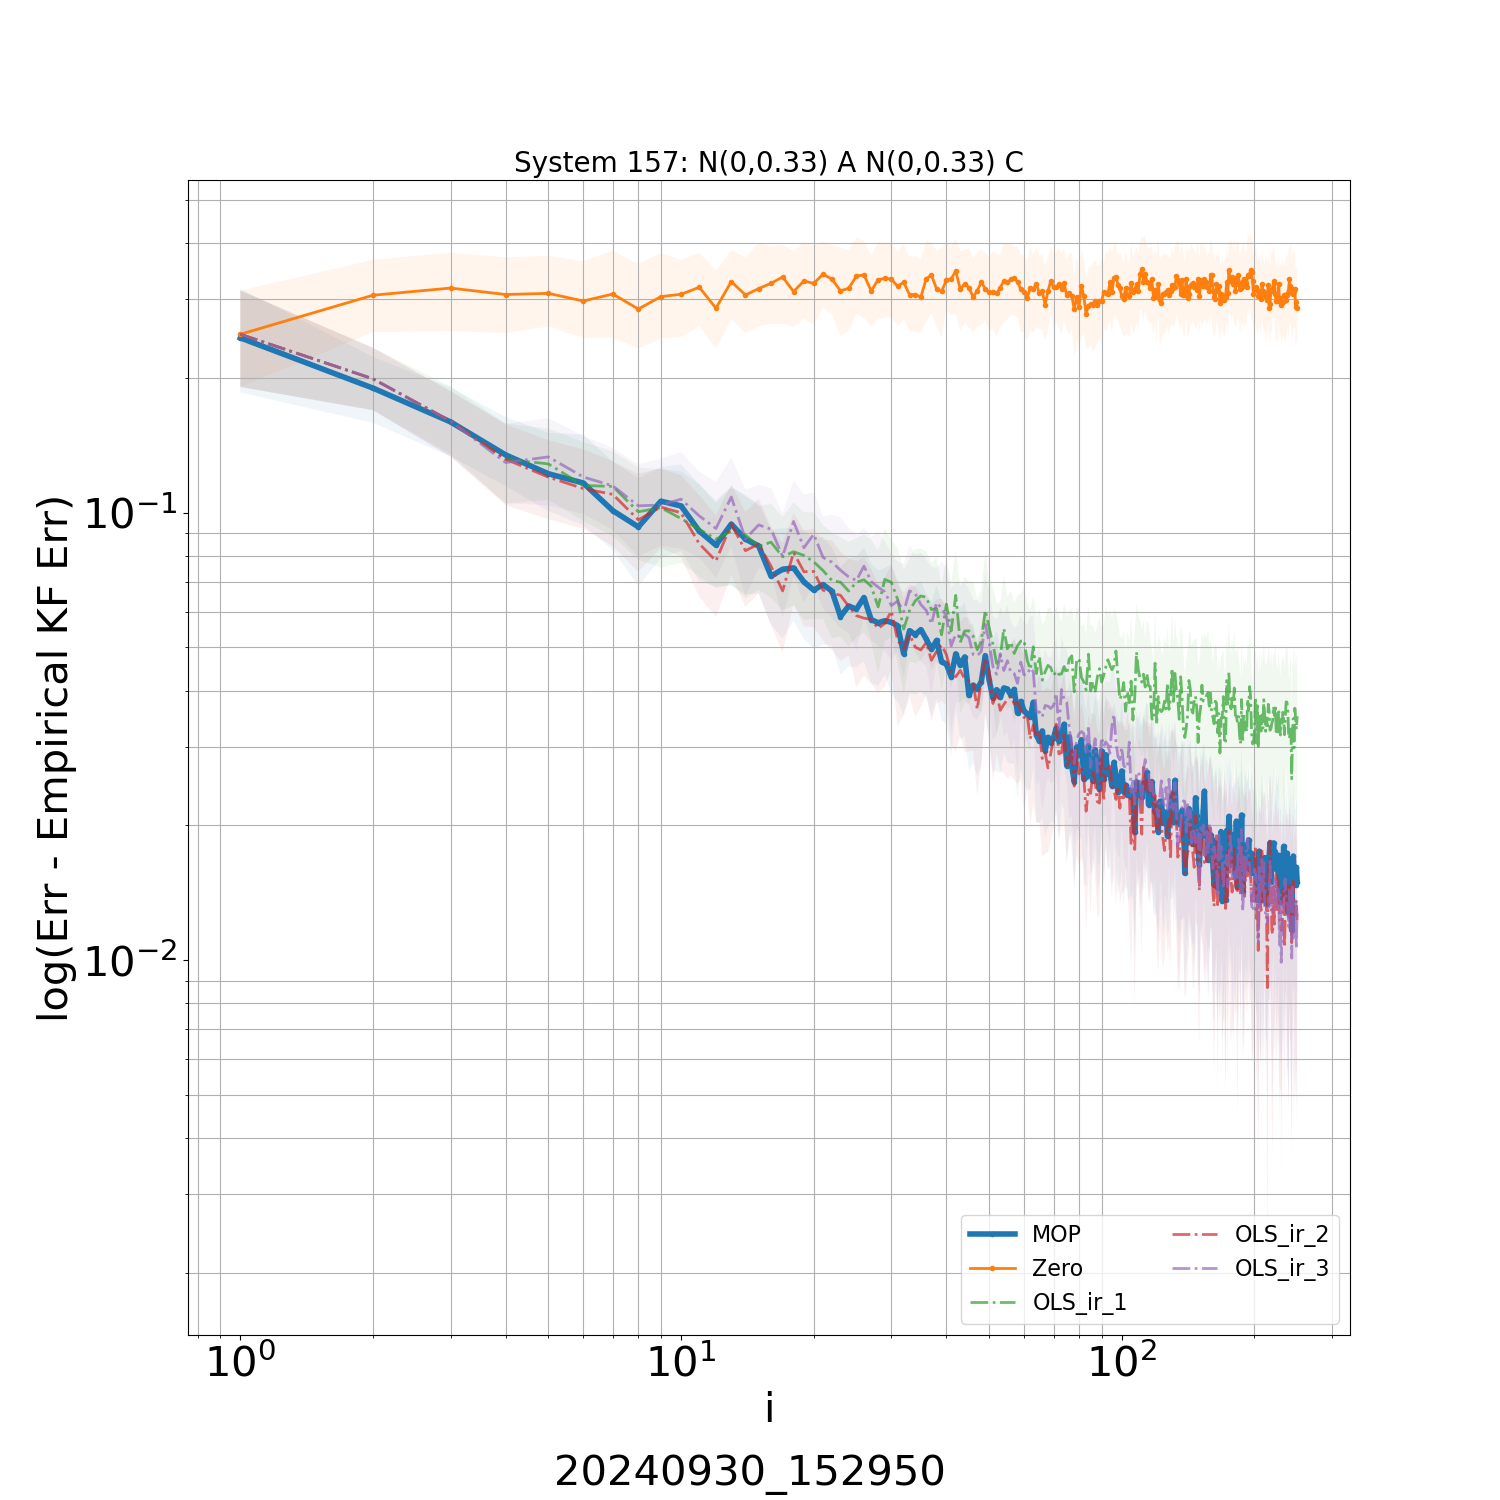 System 157: N(0,0.33) A N(0,0.33) C
log(Err - Empirical KF Err)
10⁻¹
10⁻²
MOP
Zero
OLS_ir_1
OLS_ir_2
OLS_ir_3
10⁰ 10¹ 10²
i
20240930_152950